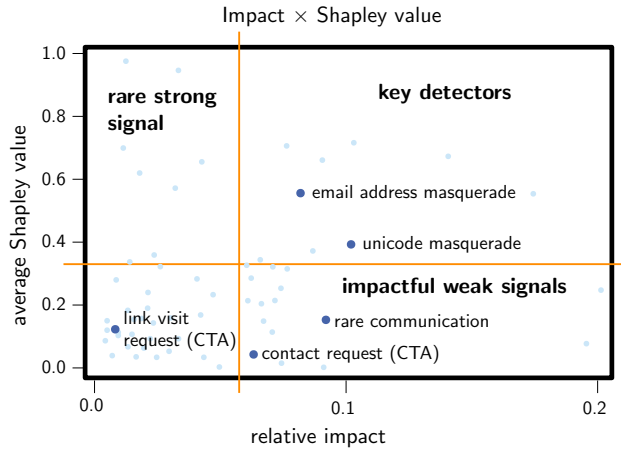 Impact × Shapley value
1.0
0.8
0.6
0.4
0.2
0.0
average Shapley value
rare strong
signal
key detectors
email address masquerade
unicode masquerade
impactful weak signals
link visit
request (CTA)
rare communication
contact request (CTA)
0.0
0.1
0.2
relative impact